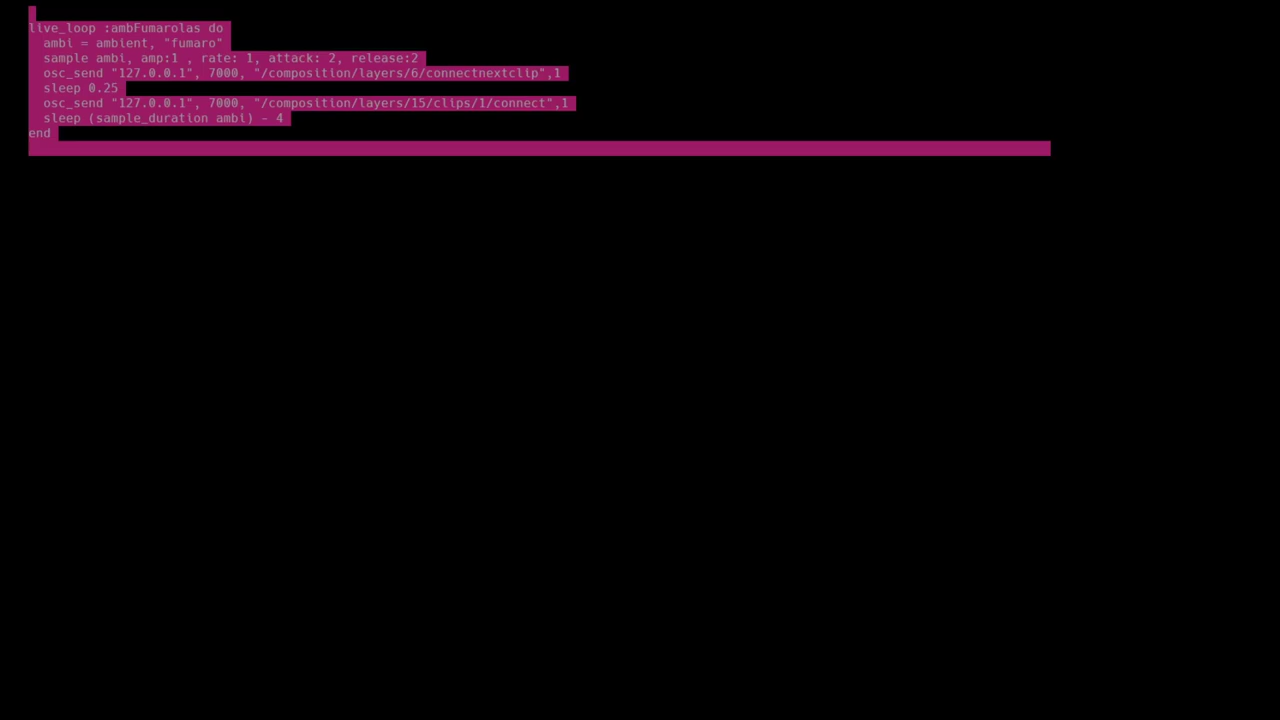 live_loop :ambFumarolas do
  ambi = ambient, "fumaro"
  sample ambi, amp:1 , rate: 1, attack: 2, release:2
  osc_send "127.0.0.1", 7000, "/composition/layers/6/connectnextclip",1
  sleep 0.25
  osc_send "127.0.0.1", 7000, "/composition/layers/15/clips/1/connect",1
  sleep (sample_duration ambi) - 4
end